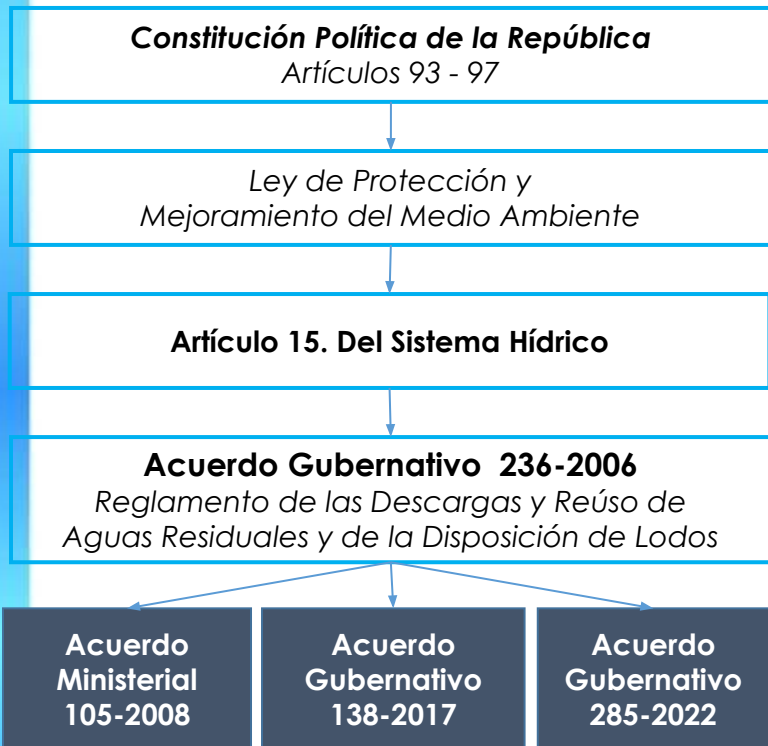 Constitución Política de la República
Artículos 93 - 97
Ley de Protección y
Mejoramiento del Medio Ambiente
Artículo 15. Del Sistema Hídrico
Acuerdo Gubernativo 236-2006
Reglamento de las Descargas y Reúso de
Aguas Residuales y de la Disposición de Lodos
Acuerdo
Ministerial
105-2008
Acuerdo
Gubernativo
138-2017
Acuerdo
Gubernativo
285-2022